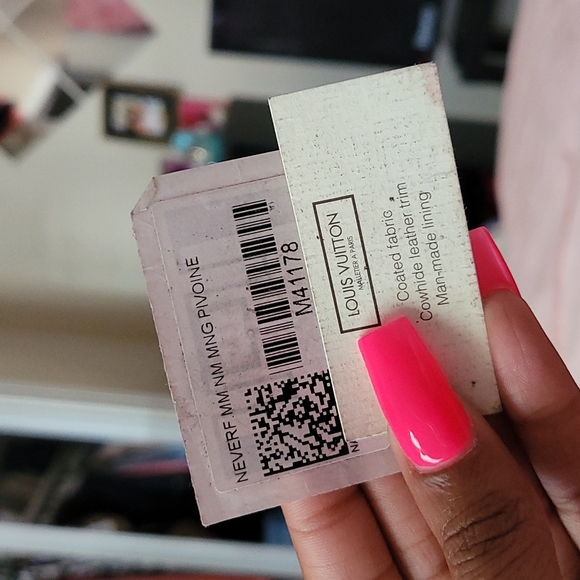 NEVERF MM NM MNG PIVOINE
M41178
LOUIS VUITTON
MALLETIER A PARIS
Coated fabric
Cowhide leather trim
Man-made lining